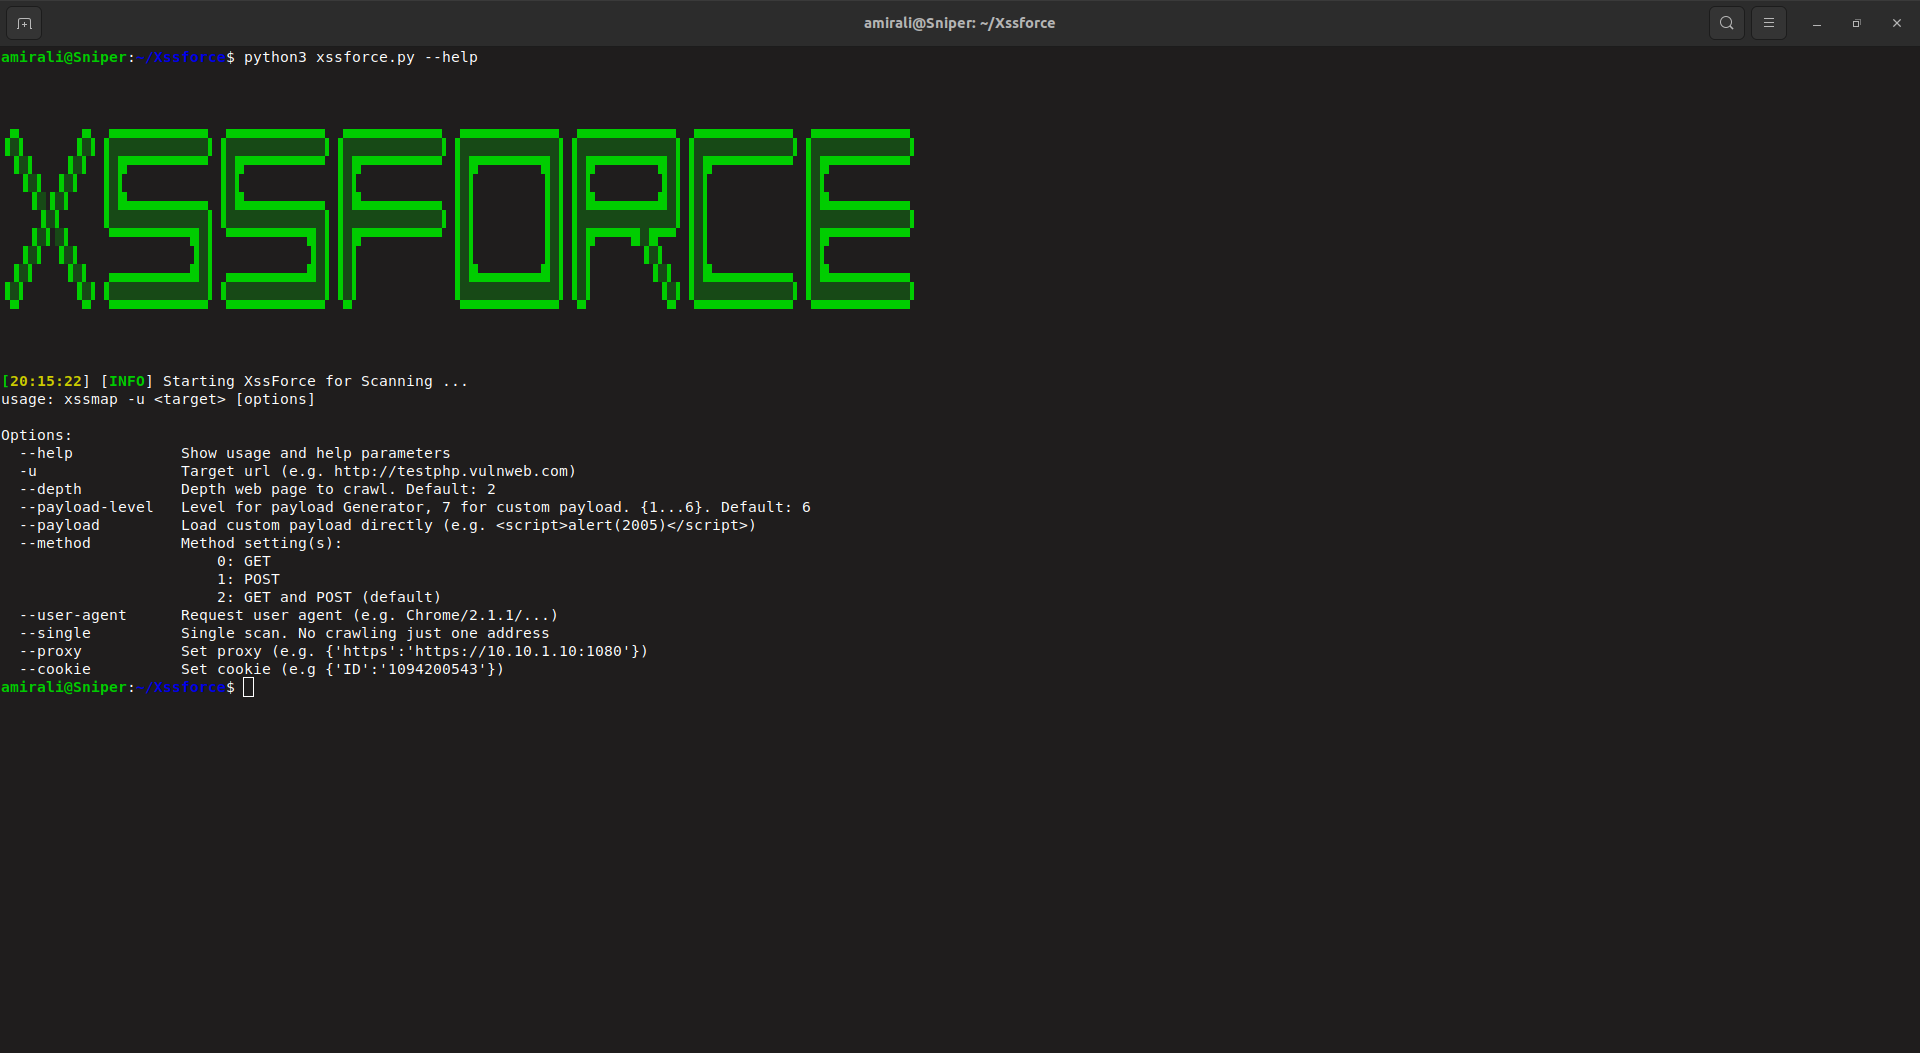 amirali@Sniper: ~/Xssforce
amirali@Sniper:~/Xssforce$ python3 xssforce.py --help
XSSFORCE
[20:15:22] [INFO] Starting XssForce for Scanning ...
usage: xssmap -u <target> [options]
Options:
  --help            Show usage and help parameters
  -u                Target url (e.g. http://testphp.vulnweb.com)
  --depth           Depth web page to crawl. Default: 2
  --payload-level   Level for payload Generator, 7 for custom payload. {1...6}. Default: 6
  --payload         Load custom payload directly (e.g. <script>alert(2005)</script>)
  --method          Method setting(s):
                        0: GET
                        1: POST
                        2: GET and POST (default)
  --user-agent      Request user agent (e.g. Chrome/2.1.1/...)
  --single          Single scan. No crawling just one address
  --proxy           Set proxy (e.g. {'https':'https://10.10.1.10:1080'})
  --cookie          Set cookie (e.g {'ID':'1094200543'})
amirali@Sniper:~/Xssforce$